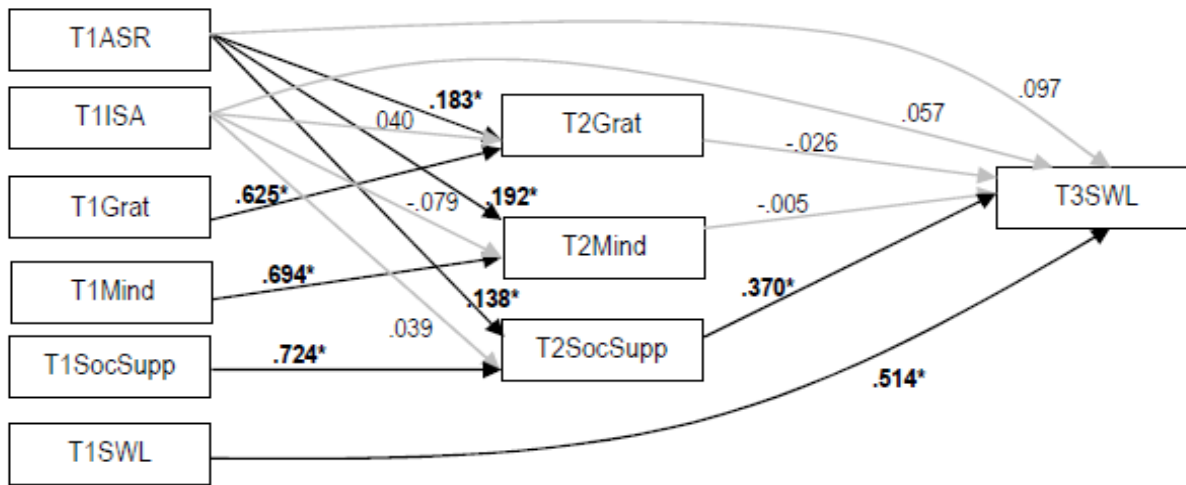 T1ASR
T1ISA
T1Grat
T1Mind
T1SocSupp
T1SWL
.183*
040
.625*
-.079
.192*
.694*
.138*
.039
.724*
T2Grat
T2Mind
T2SocSupp
.097
.057
-.026
-.005
.370*
.514*
T3SWL